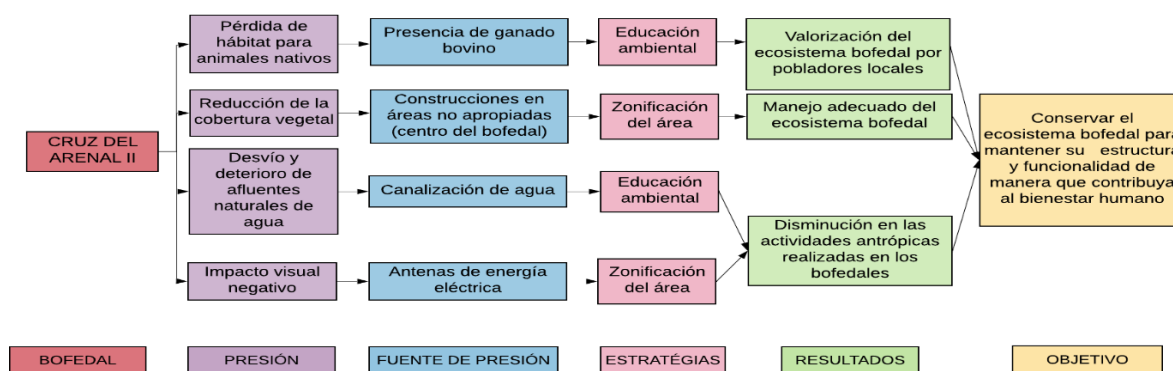 Pérdida de
hábitat para
animales nativos
Presencia de ganado
bovino
Educación
ambiental
Valorización del
ecosistema bofedal por
pobladores locales
Reducción de la
cobertura vegetal
Construcciones en
áreas no apropiadas
(centro del bofedal)
Zonificación
del área
Manejo adecuado del
ecosistema bofedal
CRUZ DEL
ARENAL II
Desvío y
deterioro de
afluentes
naturales de
agua
Canalización de agua
Educación
ambiental
Disminución en las
actividades antrópicas
realizadas en los
bofedales
Impacto visual
negativo
Antenas de energía
eléctrica
Zonificación
del área
Conservar el
ecosistema bofedal para
mantener su estructura
y funcionalidad de
manera que contribuya
al bienestar humano
BOFEDAL
PRESIÓN
FUENTE DE PRESIÓN
ESTRATÉGIAS
RESULTADOS
OBJETIVO